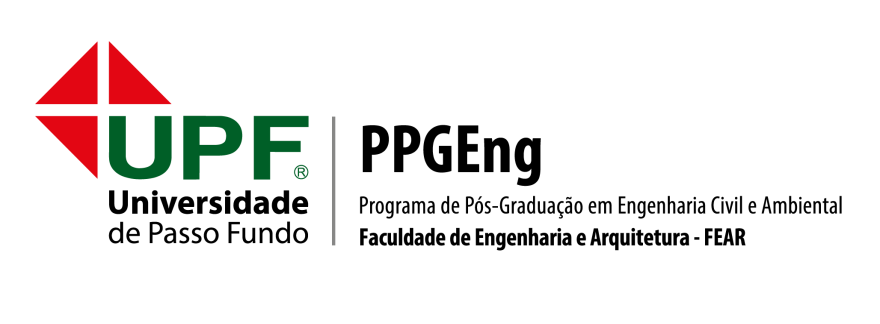 UPF®
Universidade
de Passo Fundo
PPGEng
Programa de Pós-Graduação em Engenharia Civil e Ambiental
Faculdade de Engenharia e Arquitetura - FEAR